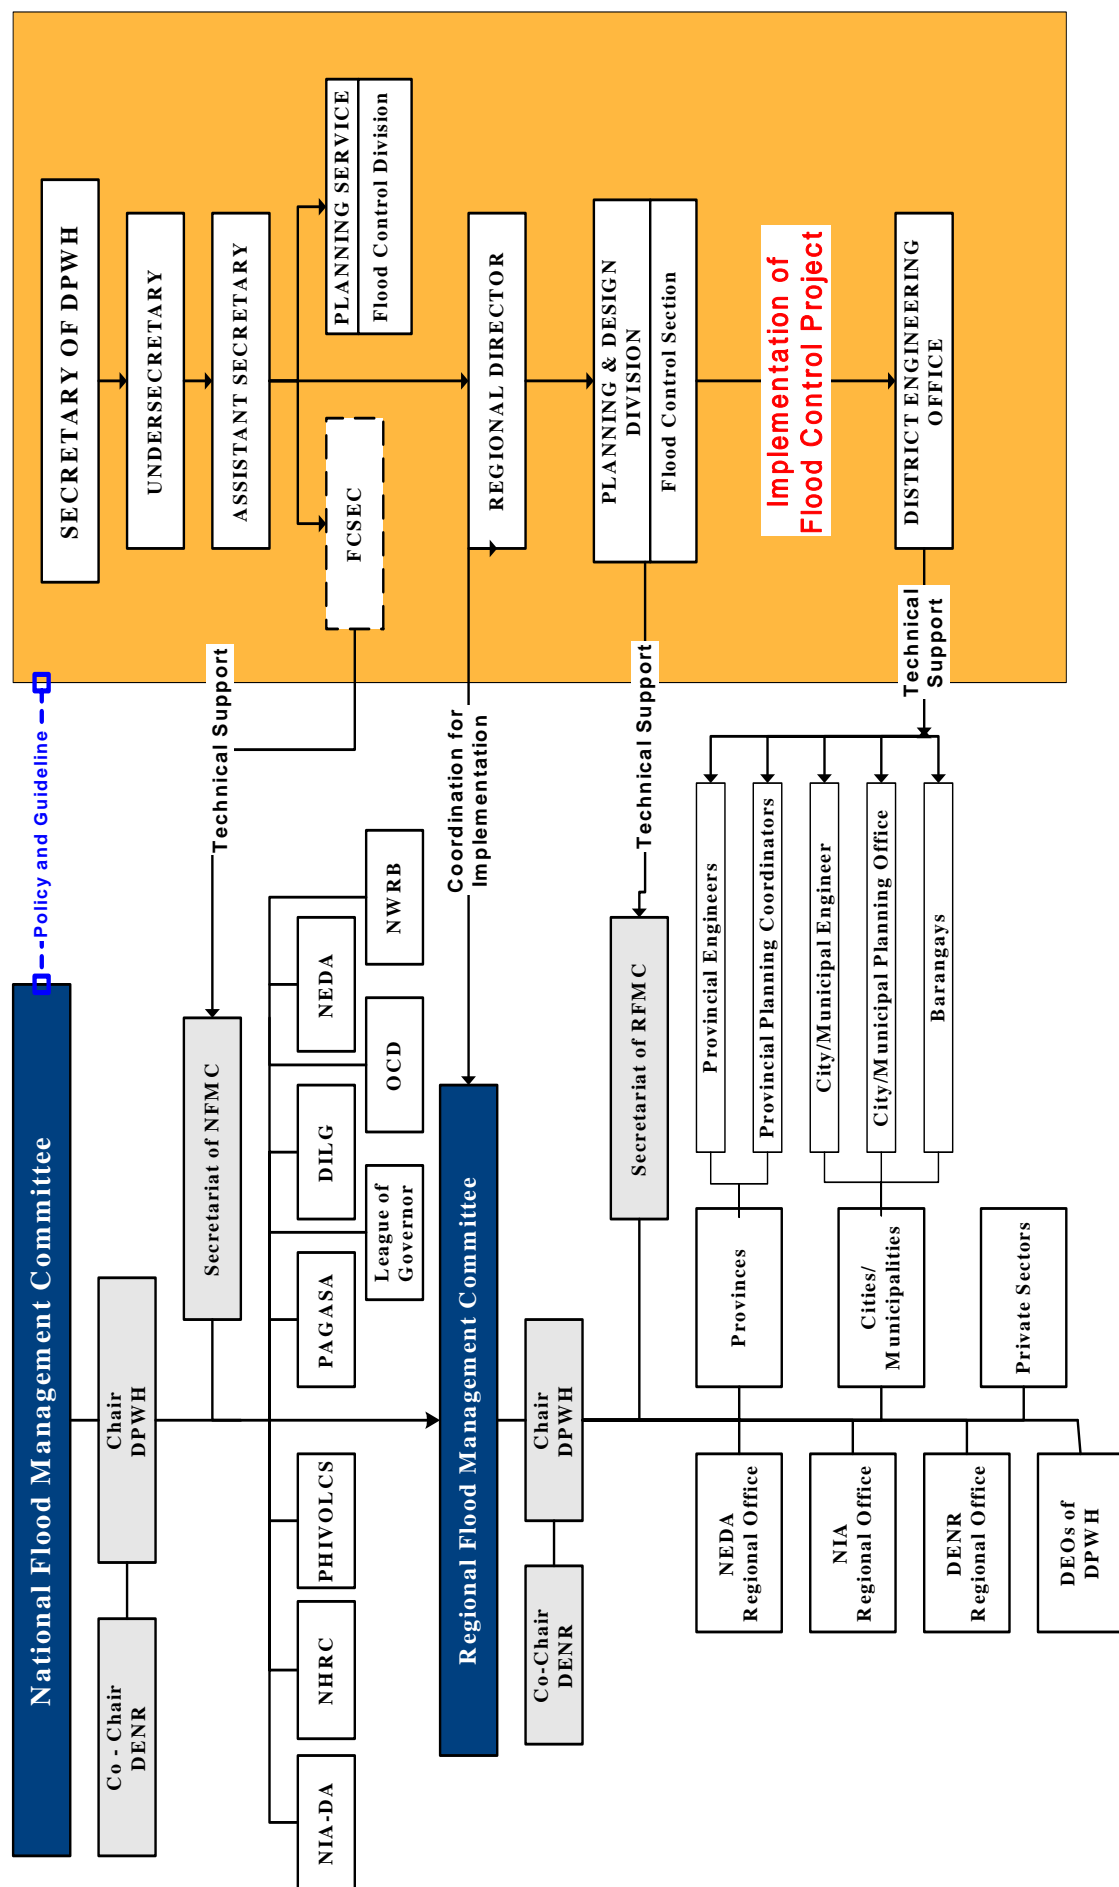 National Flood Management Committee
Policy and Guideline
Co - Chair
DENR
Chair
DPWH
Secretariat of NFMC
Technical Support
NIA-DA
NHRC
PHIVOLCS
PAGASA
League of
Governor
DILG
OCD
NEDA
NWRB
Regional Flood Management Committee
Coordination for
Implementation
Co-Chair
DENR
Chair
DPWH
Secretariat of RFMC
Technical Support
NEDA
Regional Office
NIA
Regional Office
DENR
Regional Office
DEOs of
DPWH
Provinces
Cities/
Municipalities
Private Sectors
Provincial Engineers
Provincial Planning Coordinators
City/Municipal Engineer
City/Municipal Planning Office
Barangays
Technical
Support
SECRETARY OF DPWH
UNDERSECRETARY
ASSISTANT SECRETARY
FCSEC
PLANNING SERVICE
Flood Control Division
REGIONAL DIRECTOR
PLANNING & DESIGN
DIVISION
Flood Control Section
Implementation of
Flood Control Project
DISTRICT ENGINEERING
OFFICE